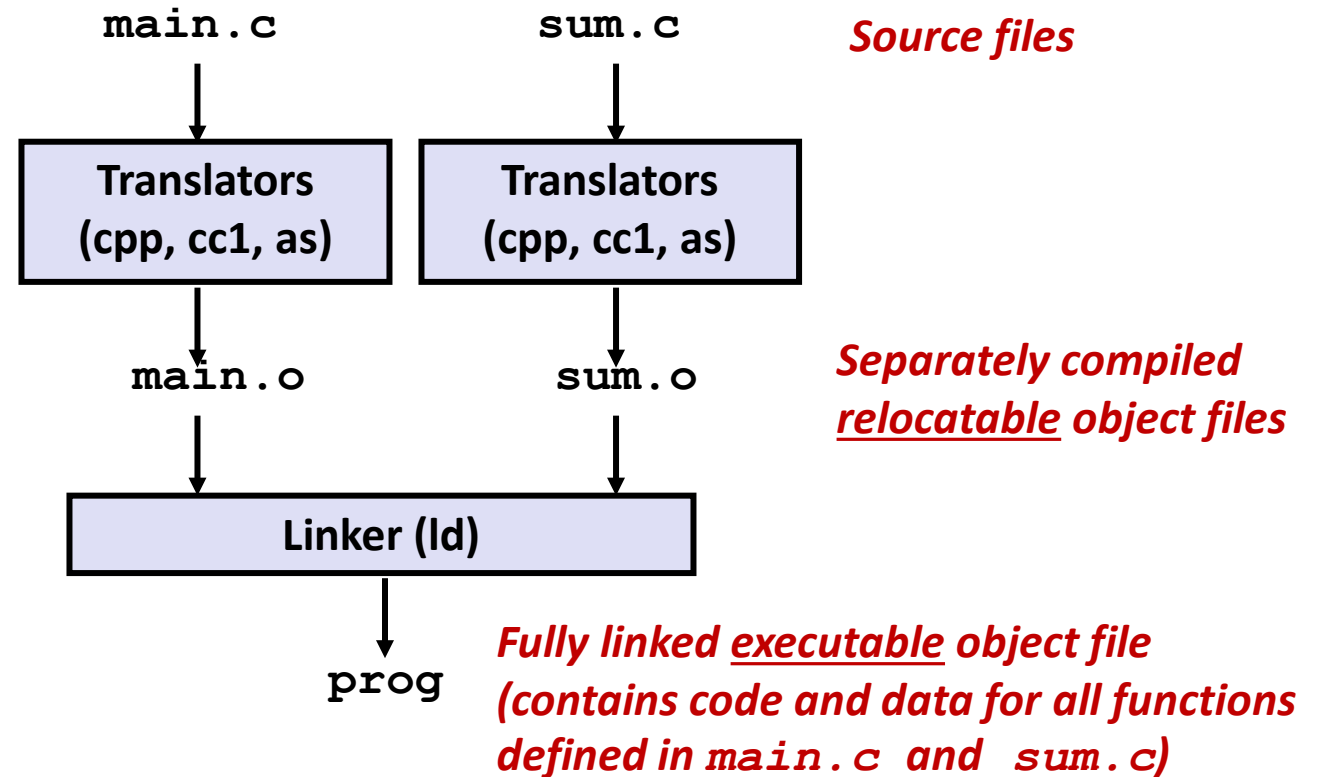 main.c
sum.c
Source files
Translators
(cpp, cc1, as)
Translators
(cpp, cc1, as)
main.o
sum.o
Separately compiled
relocatable object files
Linker (ld)
prog
Fully linked executable object file
(contains code and data for all functions
defined in main.c and sum.c)